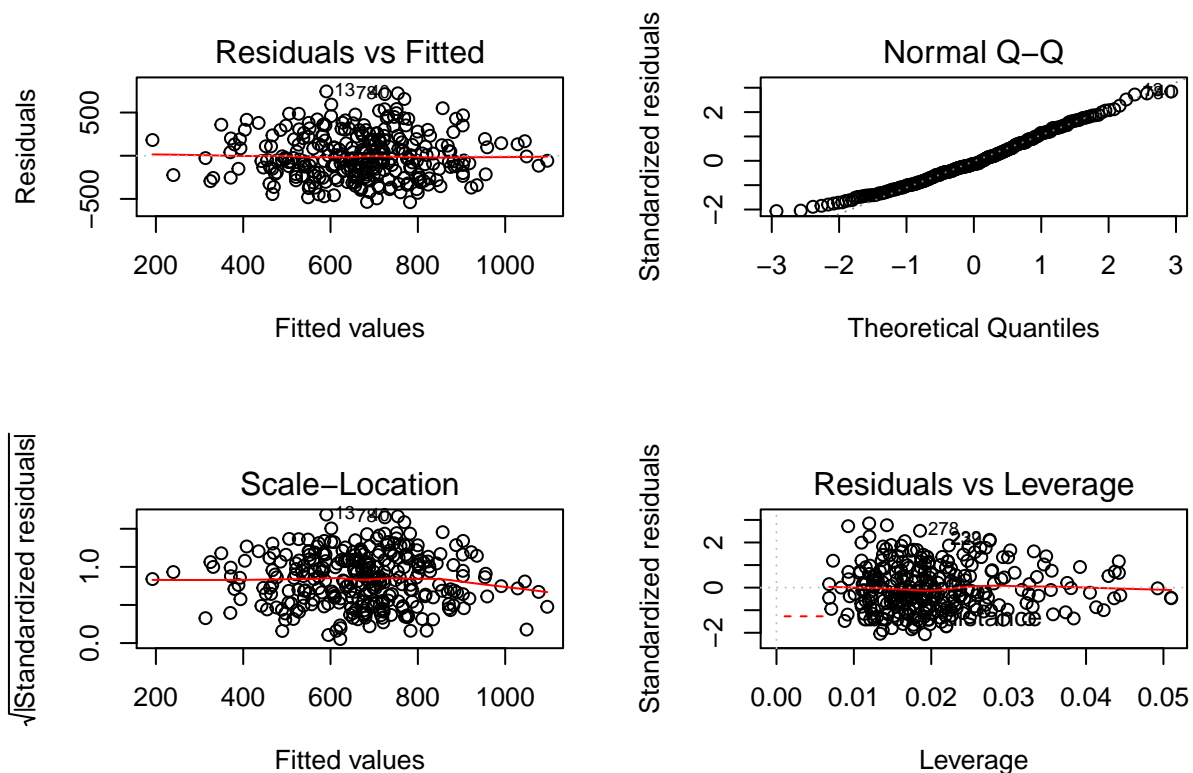 Residuals vs Fitted
Residuals
500
−500
13
200 400 600 800 1000
Fitted values
Normal Q−Q
Standardized residuals
2
0
−2
−3 −2 −1 0 1 2 3
Theoretical Quantiles
Scale−Location
√|Standardized residuals|
1.0
0.0
13
200 400 600 800 1000
Fitted values
Residuals vs Leverage
Standardized residuals
2
0
−2
278
0.00 0.01 0.02 0.03 0.04 0.05
Leverage